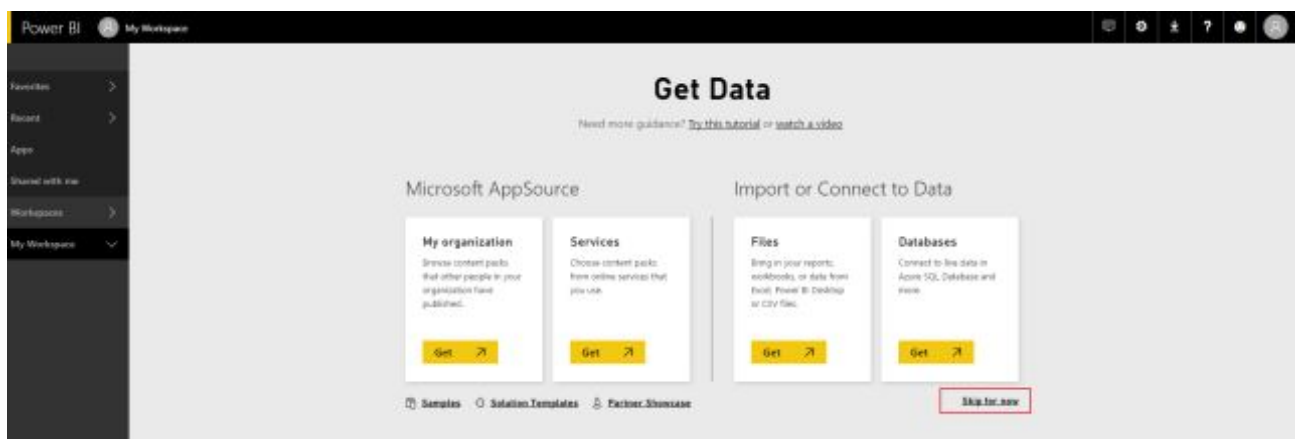 Power BI My Workspace ?
Favorites
Recent
Apps
Shared with me
Workspaces
My Workspace
Get Data
Need more guidance? Try this tutorial or watch a video
Microsoft AppSource
My organization
Browse content packs
that other people in your
organization have
published.
Get
Services
Choose content packs
from online services that
you use.
Get
Import or Connect to Data
Files
Bring in your reports,
workbooks, or data from
Excel, Power BI Desktop
or CSV files.
Get
Databases
Connect to live data in
Azure SQL Database and
more.
Get
Samples Solution Templates Partner Showcase
Skip for now